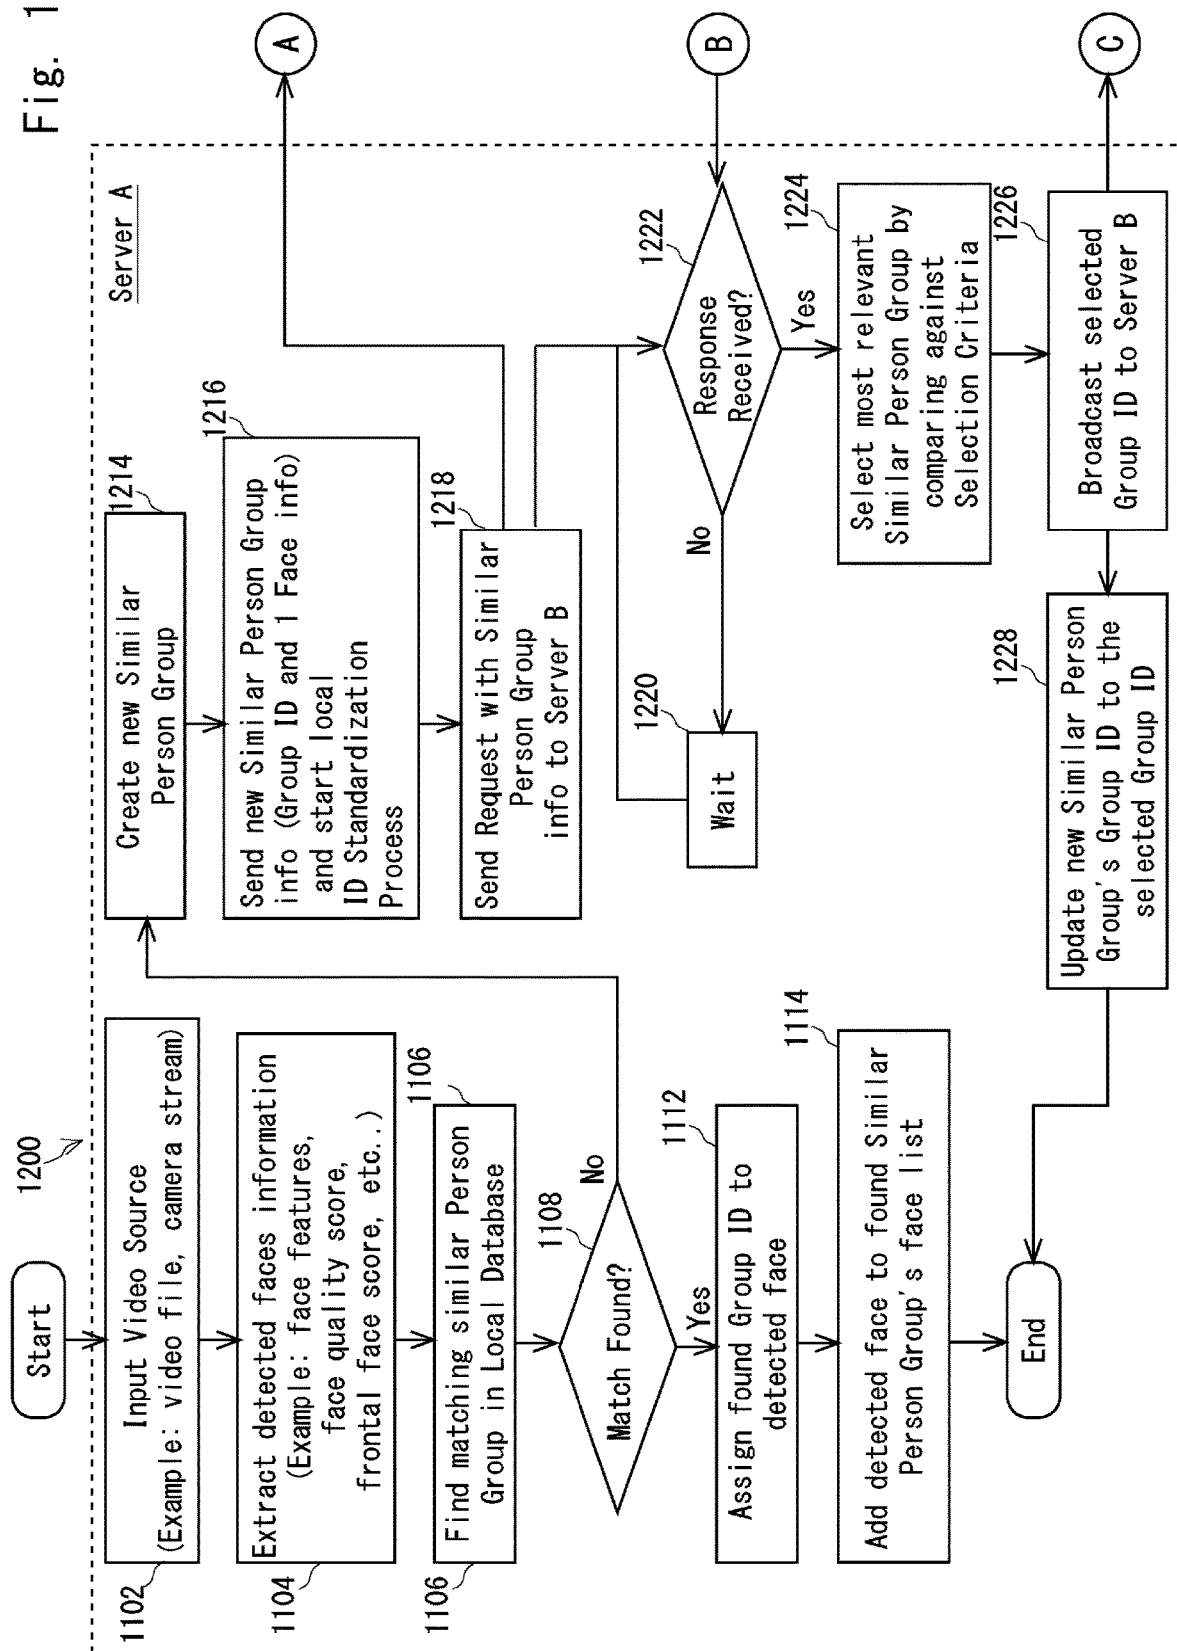 Fig. 1
Server A
1200
Start
Input Video Source
(Example: video file, camera stream)
1102
Extract detected faces information
(Example: face features,
face quality score,
frontal face score, etc..)
1104
Find matching similar Person
Group in Local Database
1106
1106
Match Found?
1108
No
Yes
Assign found Group ID to
detected face
1112
Add detected face to found Similar
Person Group's face list
1114
End
Create new Similar
Person Group
1214
Send new Similar Person Group
info (Group ID and 1 Face info)
and start local
ID Standardization
Process
1216
Send Request with Similar
Person Group
info to Server B
1218
Wait
1220
Response
Received?
1222
No
Yes
Select most relevant
Similar Person Group by
comparing against
Selection Criteria
1224
Broadcast selected
Group ID to Server B
1226
Update new Similar Person
Group's Group ID to the
selected Group ID
1228
A
B
C